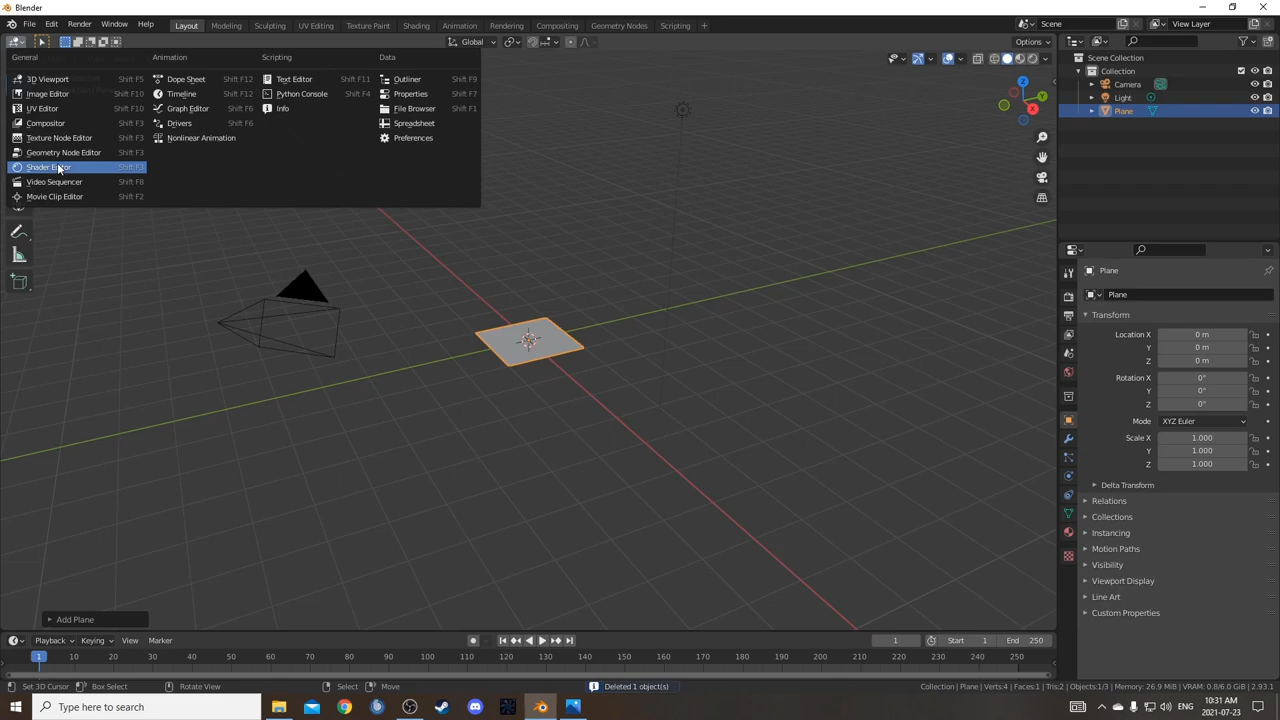 Blender
File Edit Render Window Help Layout Modeling Sculpting UV Editing Texture Paint Shading Animation Rendering Compositing Geometry Nodes Scripting + Scene View Layer
Global Options
General Animation Scripting Data
3D Viewport Shift F5 Dope Sheet Shift F12 Text Editor Shift F11 Outliner Shift F9
Image Editor Shift F10 Timeline Shift F12 Python Console Shift F4 Properties Shift F7
UV Editor Shift F10 Graph Editor Shift F6 Info File Browser Shift F1
Compositor Shift F3 Drivers Shift F6 Spreadsheet
Texture Node Editor Shift F3 Nonlinear Animation Preferences
Geometry Node Editor Shift F3
Shader Editor Shift F3
Video Sequencer Shift F8
Movie Clip Editor Shift F2
Z
Y
X
Scene Collection
Collection
Camera
Light
Plane
Plane
Plane
Transform
Location X 0 m
Y 0 m
Z 0 m
Rotation X 0°
Y 0°
Z 0°
Mode XYZ Euler
Scale X 1.000
Y 1.000
Z 1.000
Delta Transform
Relations
Collections
Instancing
Motion Paths
Visibility
Viewport Display
Line Art
Custom Properties
Add Plane
Playback Keying View Marker 1 Start 1 End 250
1 10 20 30 40 50 60 70 80 90 100 110 120 130 140 150 160 170 180 190 200 210 220 230 240 250
Set 3D Cursor Box Select Rotate View Select Move Deleted 1 object(s) Collection | Plane | Verts:4 | Faces:1 | Tris:2 | Objects:1/3 | Memory: 26.9 MiB | VRAM: 0.8/6.0 GiB | 2.93.1
Type here to search ENG 10:31 AM
2021-07-23